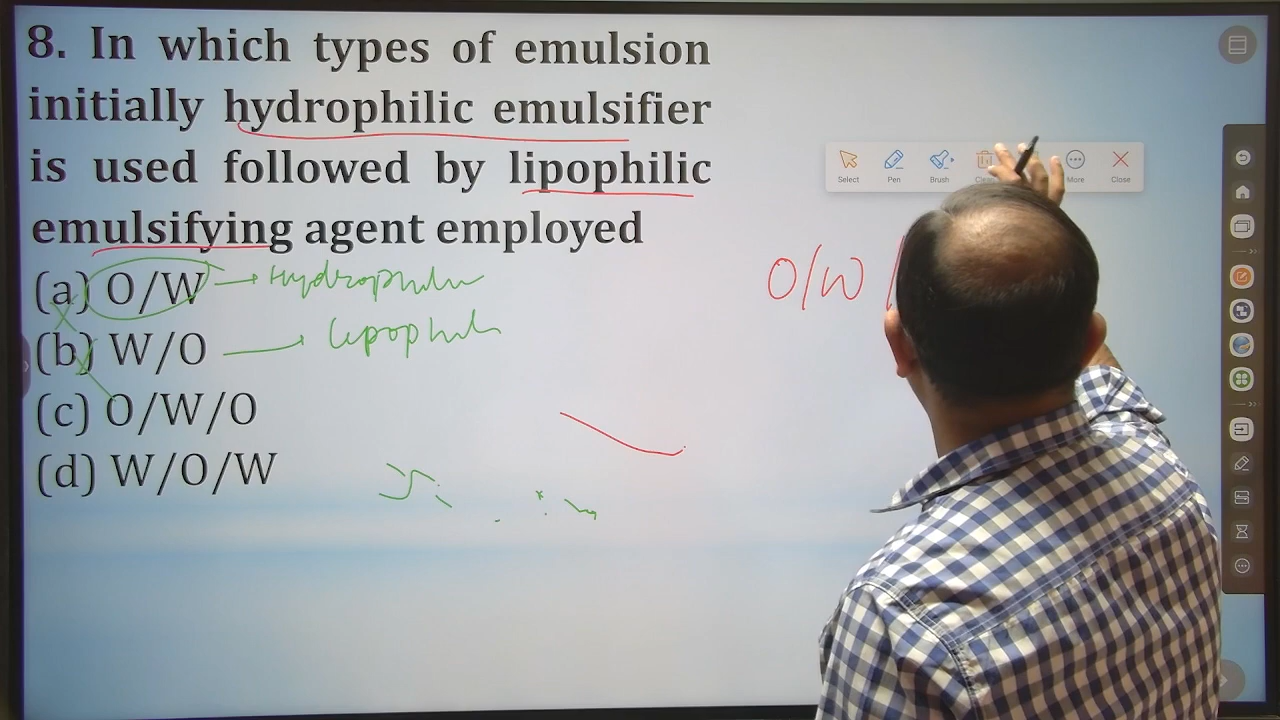 8. In which types of emulsion
initially hydrophilic emulsifier
is used followed by lipophilic
emulsifying agent employed
(a) O/W → Hydrophilic
(b) W/O → Lipophilic
(c) O/W/O
(d) W/O/W
O/W /
Select Pen Brush More Close